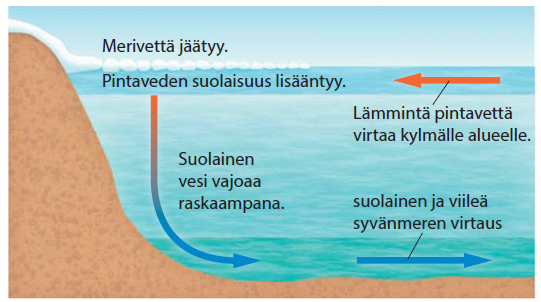 Merivettä jäätyy.
Pintaveden suolaisuus lisääntyy.
Lämmintä pintavettä
virtaa kylmälle alueelle.
Suolainen
vesi vajoaa
raskaampana.
suolainen ja viileä
syvänmeren virtaus